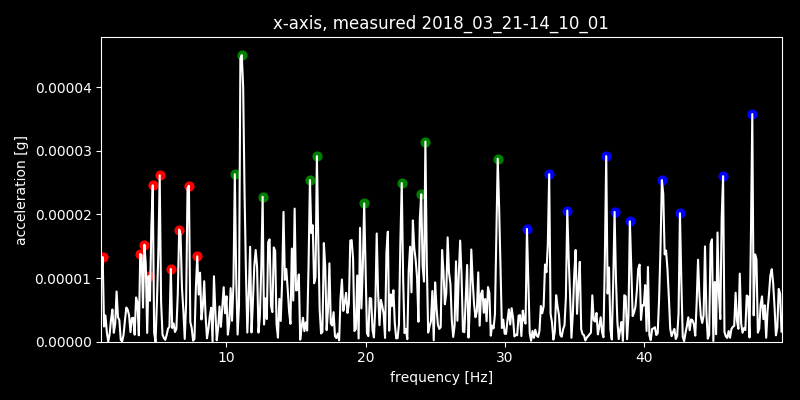 x-axis, measured 2018_03_21-14_10_01
0.00004
0.00003
0.00002
0.00001
0.00000
acceleration [g]
10 20 30 40
frequency [Hz]